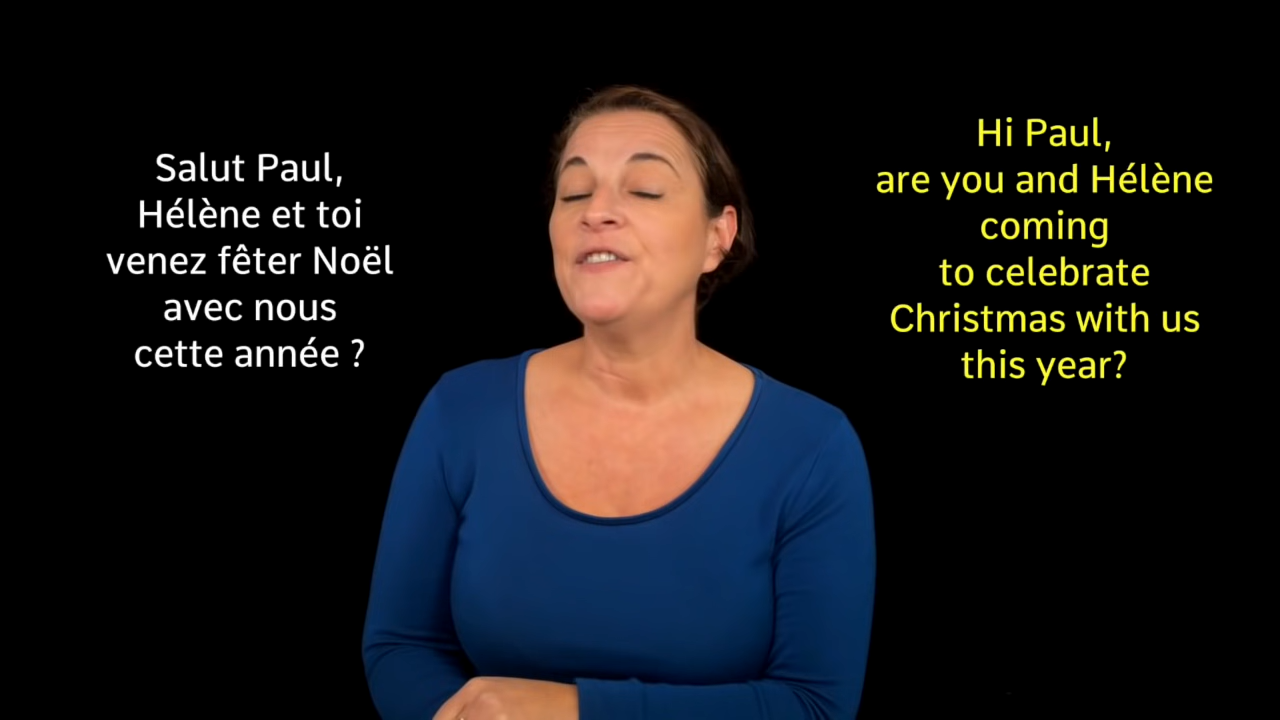 Salut Paul,
Hélène et toi
venez fêter Noël
avec nous
cette année ?
Hi Paul,
are you and Hélène
coming
to celebrate
Christmas with us
this year?